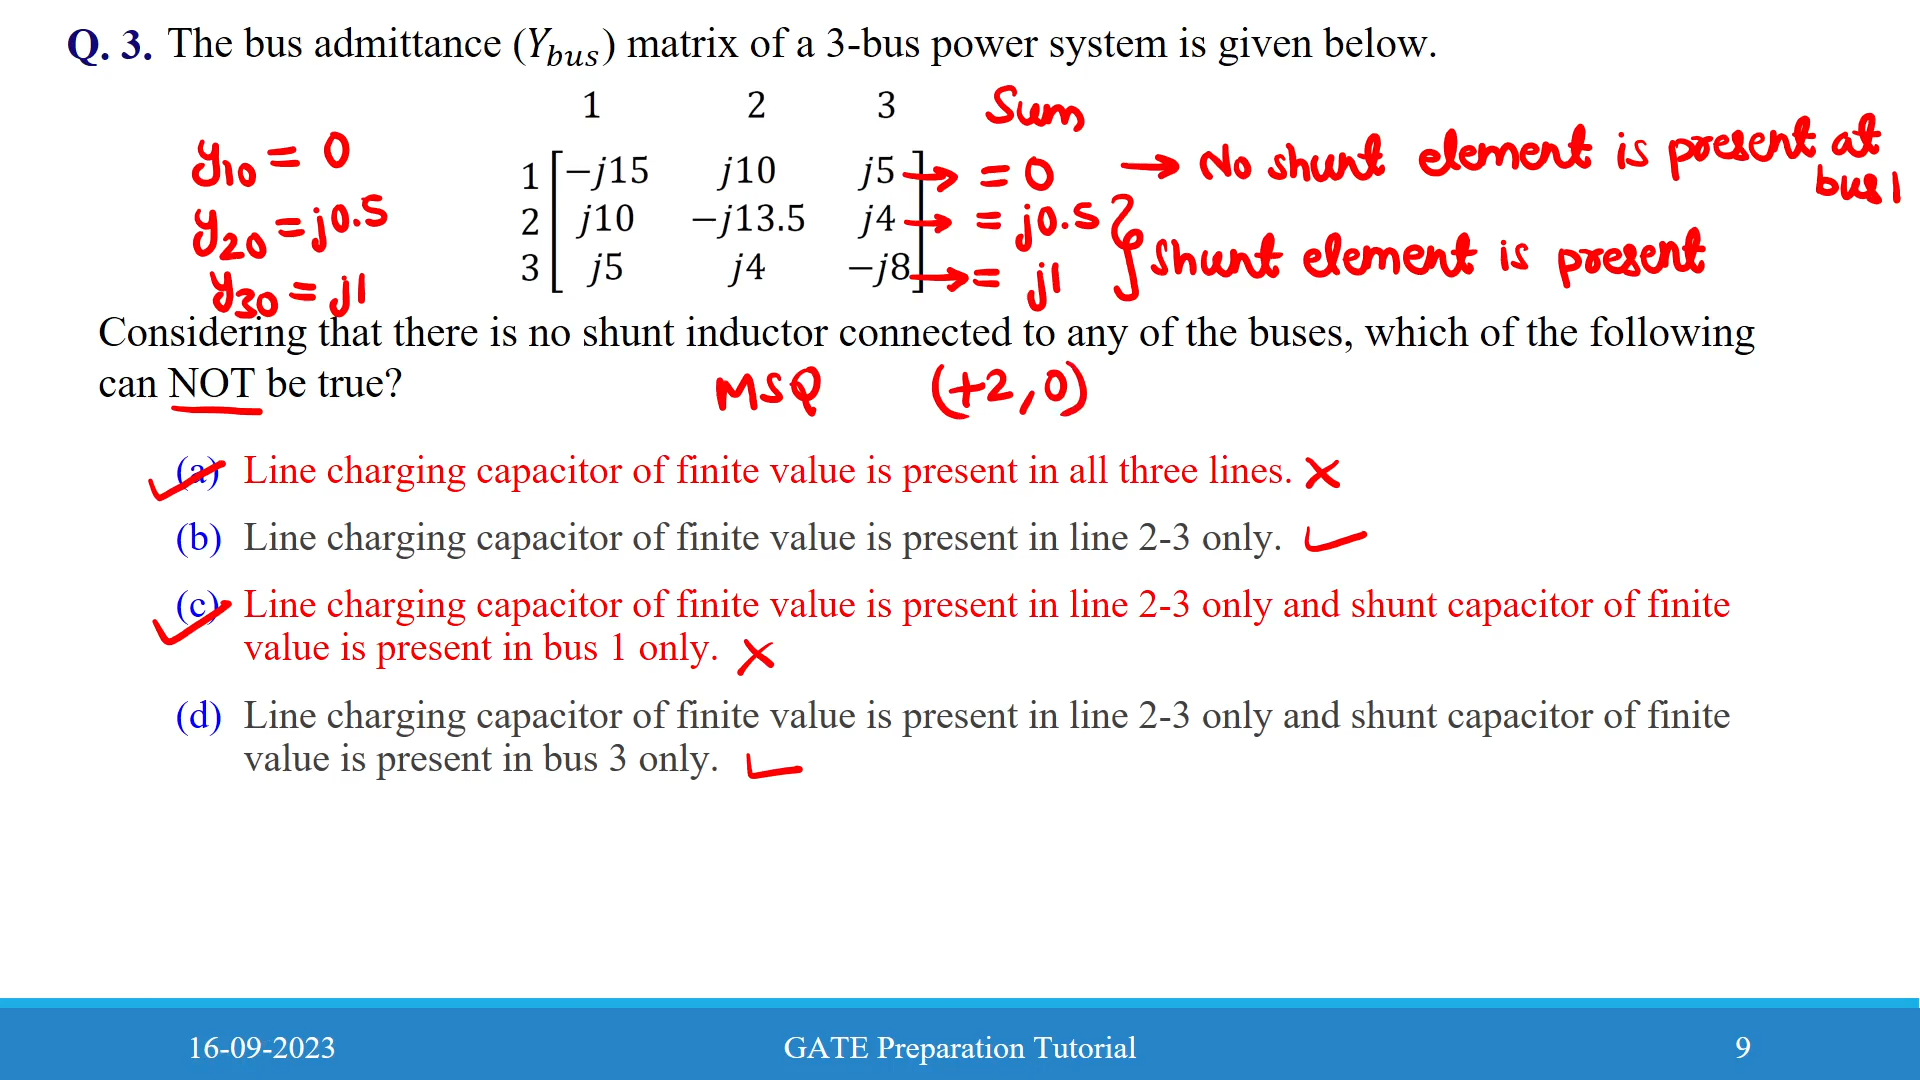 Q. 3. The bus admittance (Y_bus) matrix of a 3-bus power system is given below.
1 2 3 Sum
y10 = 0
1 [−j15 j10 j5] → = 0 → No shunt element is present at bus 1
y20 = j0.5
2 [j10 −j13.5 j4] → = j0.5
3 [j5 j4 −j8] → = j1 } shunt element is present
y30 = j1
Considering that there is no shunt inductor connected to any of the buses, which of the following
can NOT be true? MSQ (+2,0)
(a) Line charging capacitor of finite value is present in all three lines. ✗
(b) Line charging capacitor of finite value is present in line 2-3 only. ✓
(c) Line charging capacitor of finite value is present in line 2-3 only and shunt capacitor of finite
value is present in bus 1 only. ✗
(d) Line charging capacitor of finite value is present in line 2-3 only and shunt capacitor of finite
value is present in bus 3 only. ✓
16-09-2023 GATE Preparation Tutorial 9